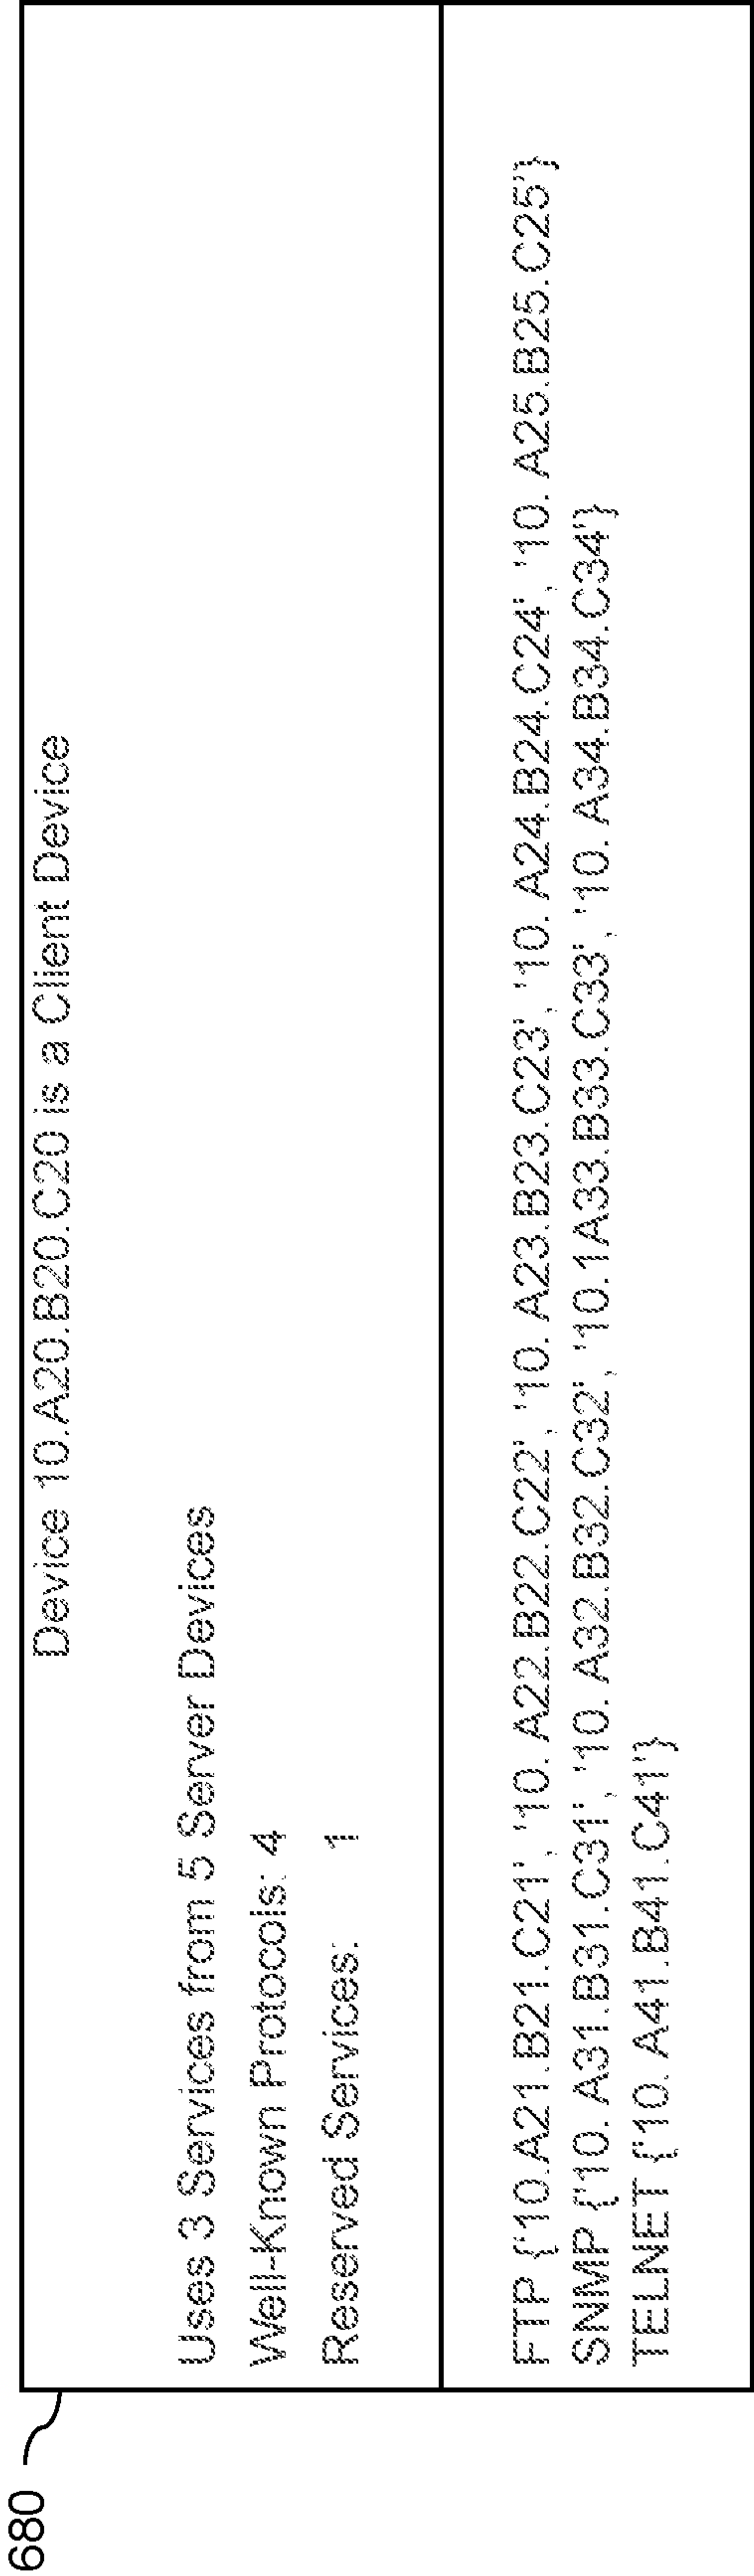 680
Device 10.A20.B20.C20 is a Client Device
Uses 3 Services from 5 Server Devices
Well-Known Protocols: 4
Reserved Services: 1
FTP {'10.A21.B21.C21', '10. A22.B22.C22', '10. A23.B23.C23', '10. A24.B24.C24', '10. A25.B25.C25'}
SNMP {'10. A31.B31.C31', '10. A32.B32.C32', '10.1A33.B33.C33', '10. A34.B34.C34'}
TELNET {'10. A41.B41.C41'}